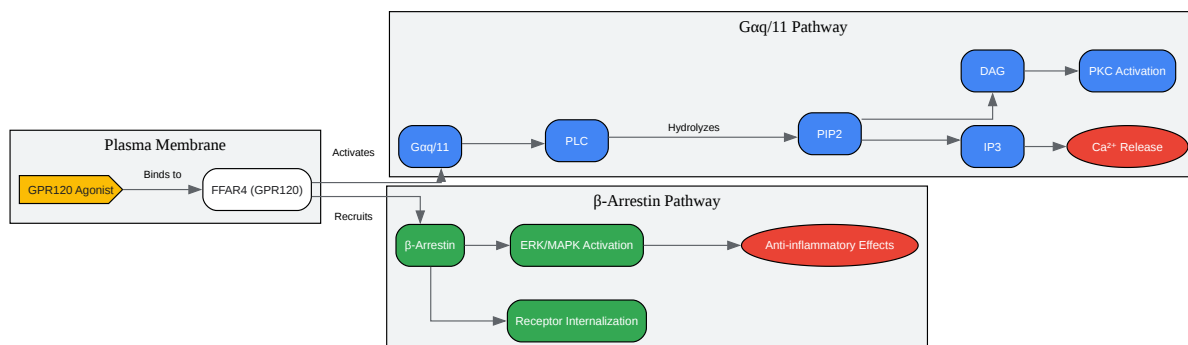 Gαq/11 Pathway
DAG
PKC Activation
Gαq/11
PLC
Hydrolyzes
PIP2
IP3
Ca²⁺ Release
Plasma Membrane
GPR120 Agonist
Binds to
FFAR4 (GPR120)
Activates
Recruits
β-Arrestin Pathway
β-Arrestin
ERK/MAPK Activation
Anti-inflammatory Effects
Receptor Internalization